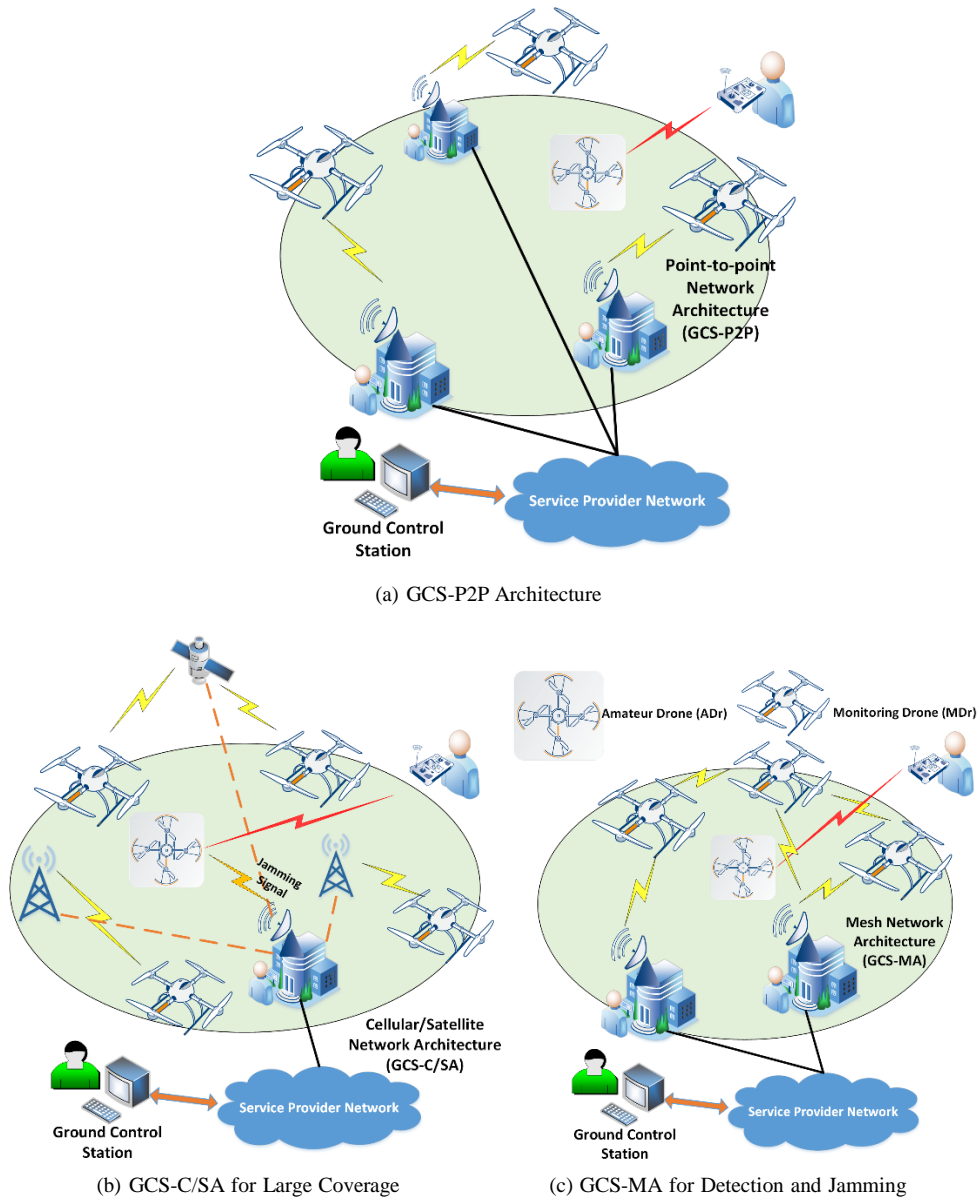 Point-to-point
Network
Architecture
(GCS-P2P)
Service Provider Network
Ground Control
Station
(a) GCS-P2P Architecture
Jamming
Signal
Cellular/Satellite
Network Architecture
(GCS-C/SA)
Service Provider Network
Ground Control
Station
(b) GCS-C/SA for Large Coverage
Amateur Drone (ADr)
Monitoring Drone (MDr)
Mesh Network
Architecture
(GCS-MA)
Service Provider Network
Ground Control
Station
(c) GCS-MA for Detection and Jamming